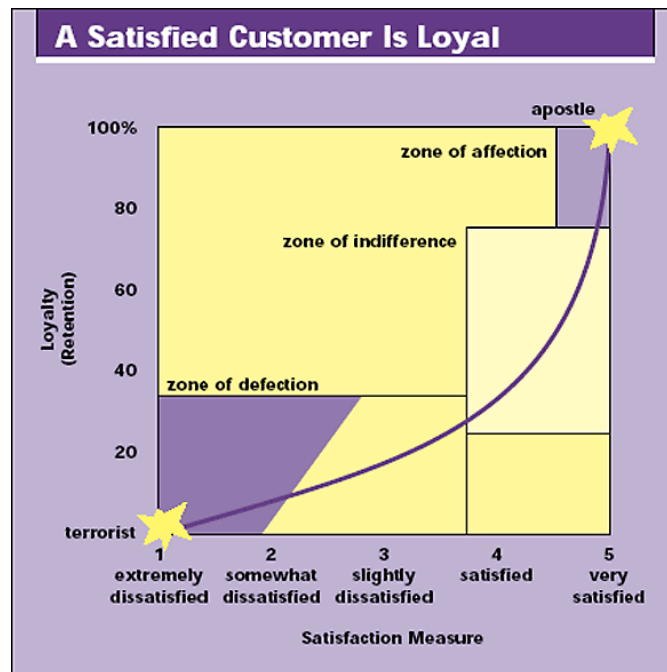 A Satisfied Customer Is Loyal
apostle
100%
zone of affection
80
zone of indifference
60
Loyalty
(Retention)
40
zone of defection
20
terrorist
1 2 3 4 5
extremely somewhat slightly satisfied very
dissatisfied dissatisfied dissatisfied satisfied
Satisfaction Measure